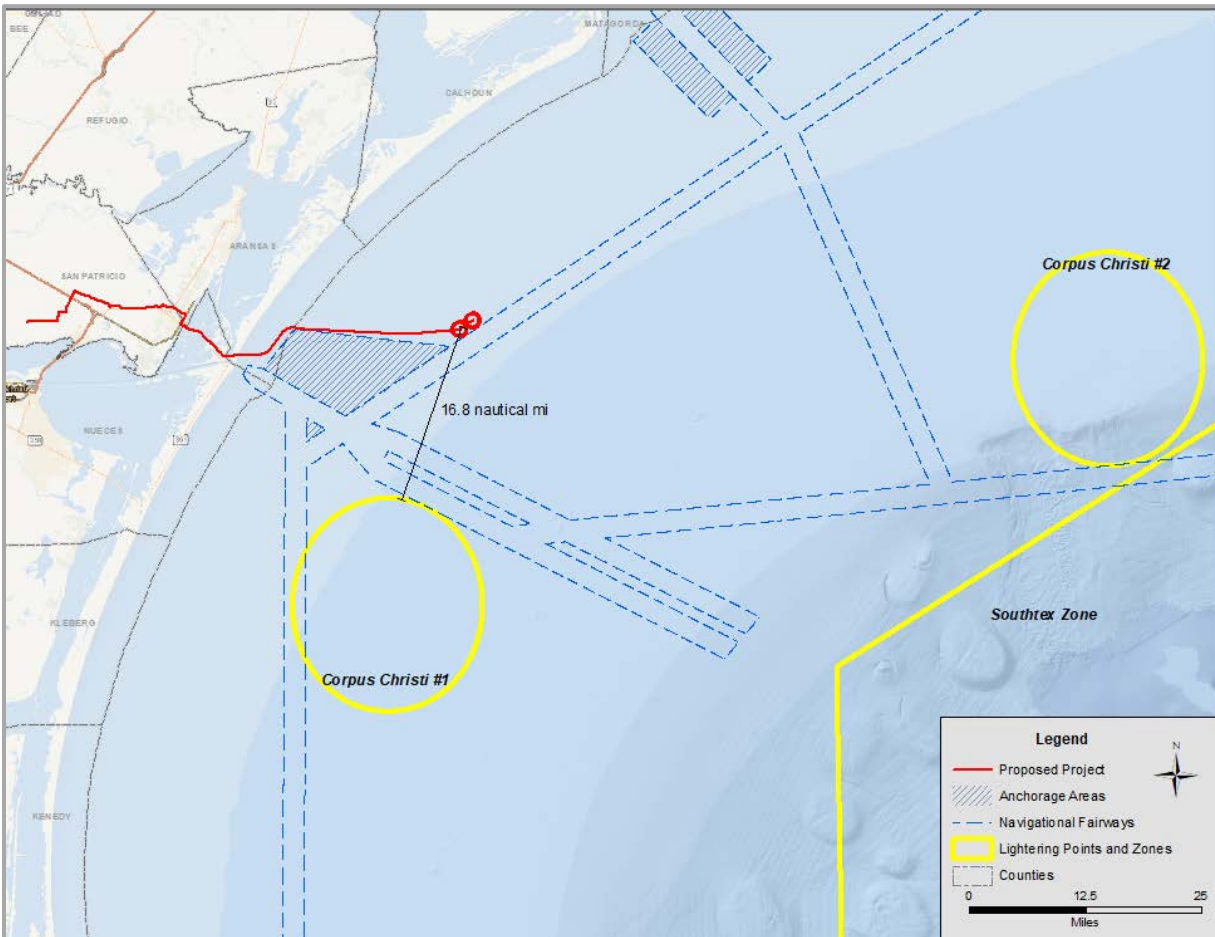 BEE
MATAGORDA
CALHOUN
REFUGIO
ARANSAS
SAN PATRICIO
Corpus Christi #2
16.8 nautical mi
NUECES
Southtex Zone
KLEBERG
Corpus Christi #1
KENEDY
Legend
N
Proposed Project
Anchorage Areas
Navigational Fairways
Lightering Points and Zones
Counties
0 12.5 25
Miles